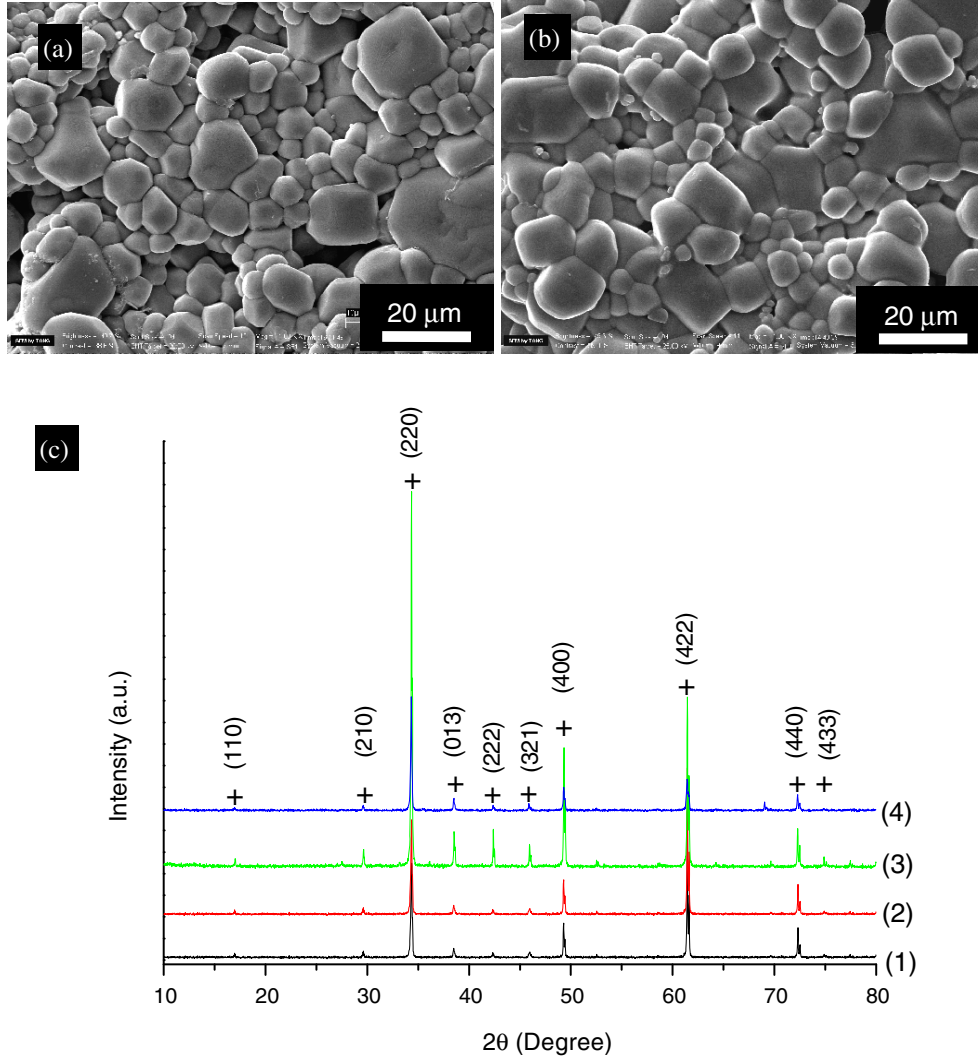 (a)
20 μm
(b)
20 μm
(c)
(220)
(422)
(400)
(440)
(433)
(013)
(321)
(222)
(210)
(110)
Intensity (a.u.)
(4)
(3)
(2)
(1)
10 20 30 40 50 60 70 80
2θ (Degree)